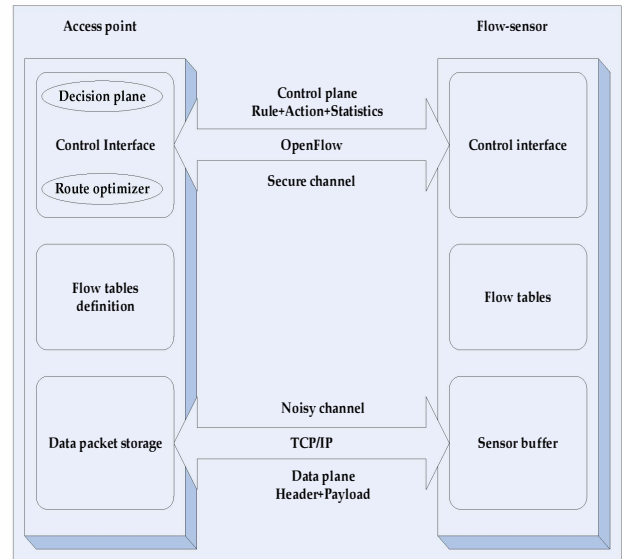 Access point
Flow-sensor
Decision plane
Control Interface
Route optimizer
Control plane
Rule+Action+Statistics
OpenFlow
Secure channel
Control interface
Flow tables
definition
Flow tables
Data packet storage
Noisy channel
TCP/IP
Data plane
Header+Payload
Sensor buffer